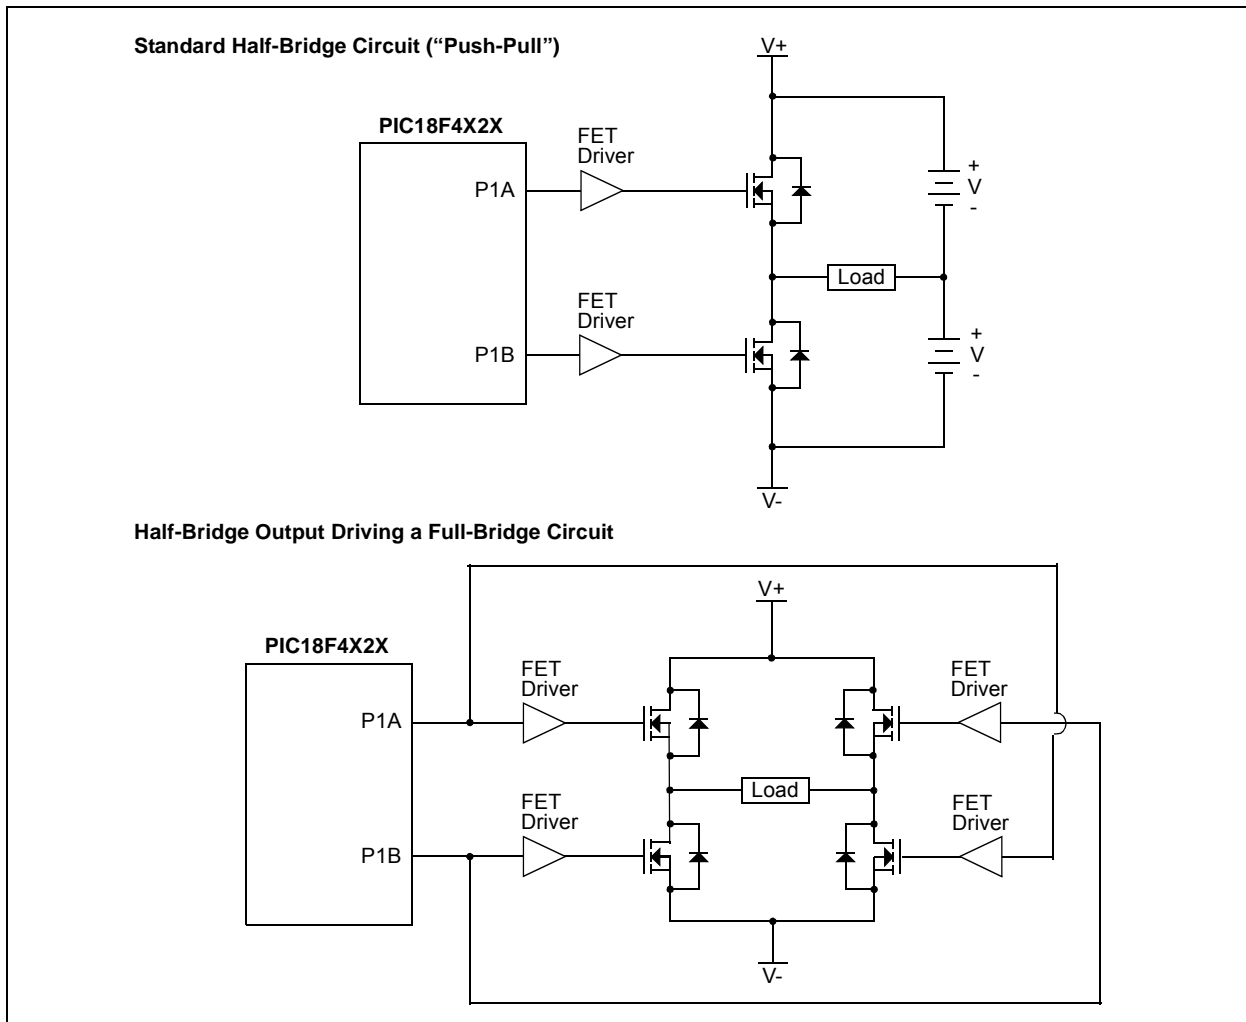 Standard Half-Bridge Circuit (“Push-Pull”)
V+
PIC18F4X2X
FET
Driver
P1A
+
V
-
Load
FET
Driver
P1B
+
V
-
V-
Half-Bridge Output Driving a Full-Bridge Circuit
V+
PIC18F4X2X
FET
Driver
FET
Driver
P1A
Load
FET
Driver
FET
Driver
P1B
V-